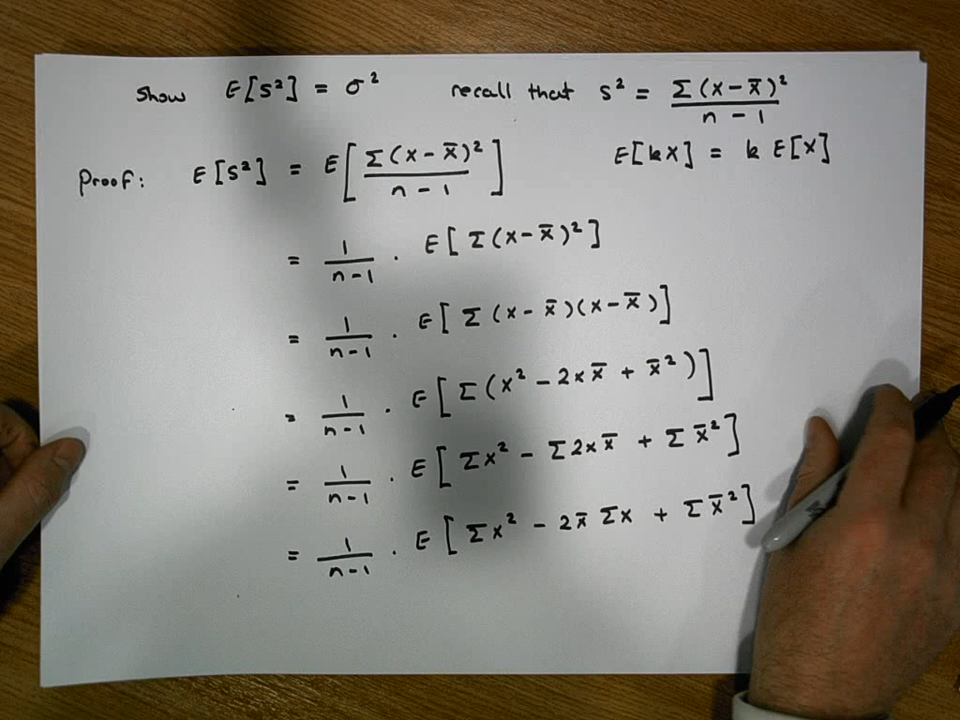 Show E[S²] = σ² recall that s² = Σ(x-x̄)² / n-1
Proof: E[S²] = E[Σ(x-x̄)² / n-1] E[kX] = k E[X]
= 1/n-1 · E[Σ(x-x̄)²]
= 1/n-1 · E[Σ(x-x̄)(x-x̄)]
= 1/n-1 · E[Σ(x² - 2xx̄ + x̄²)]
= 1/n-1 · E[Σx² - Σ2xx̄ + Σx̄²]
= 1/n-1 · E[Σx² - 2x̄ Σx + Σx̄²]